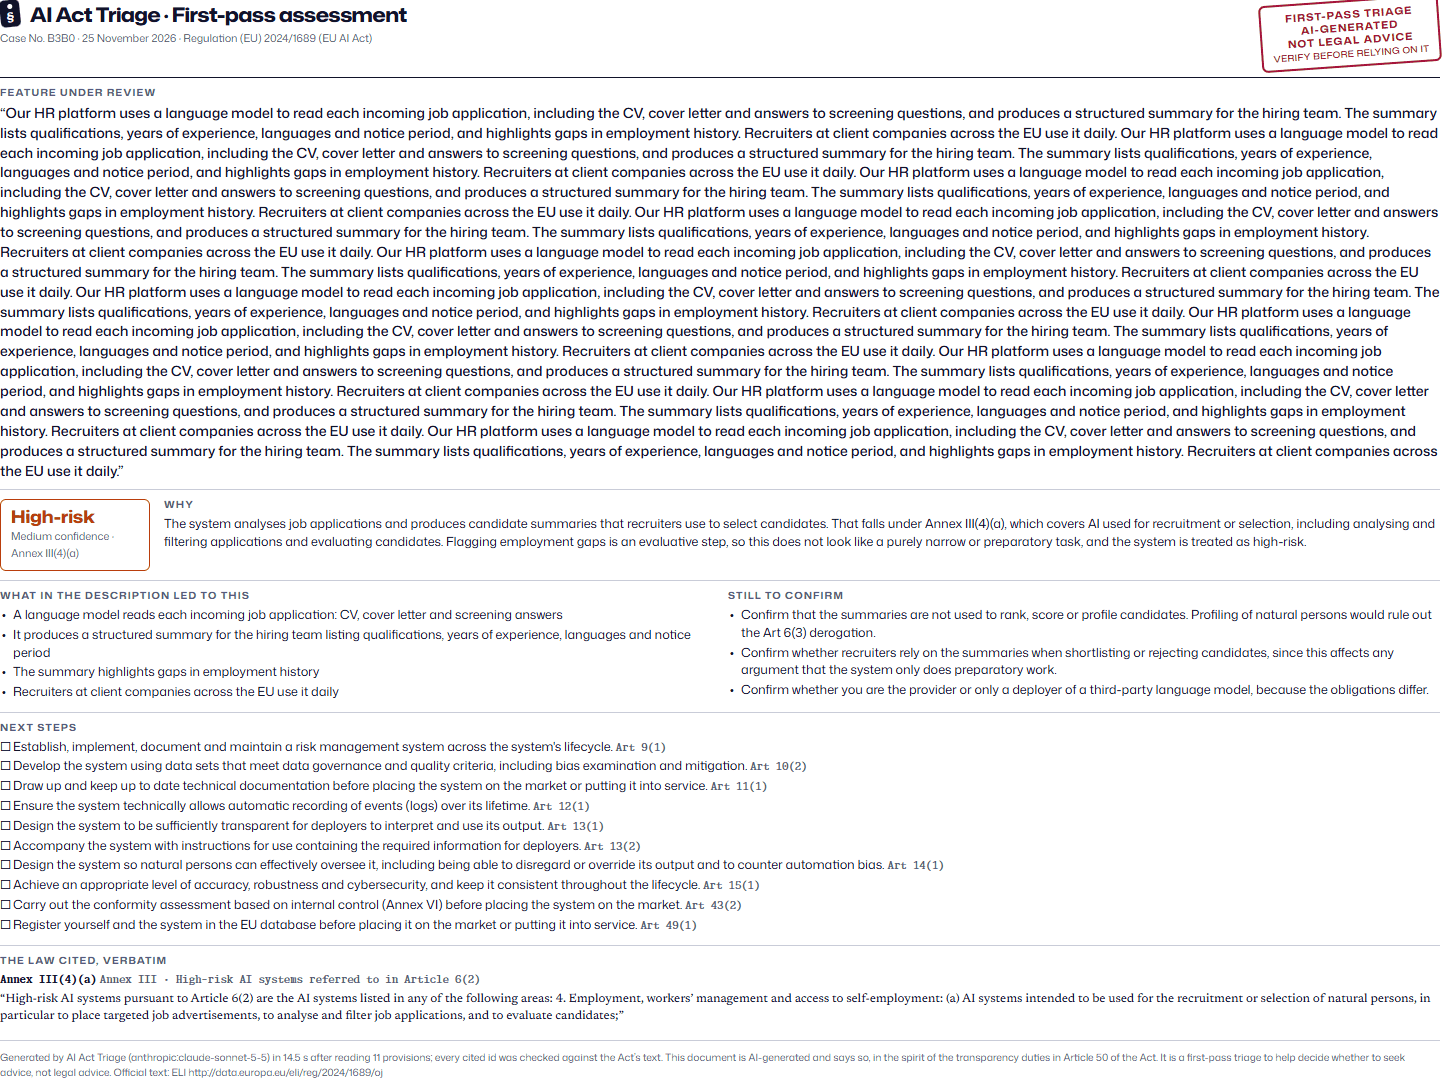 §
AI Act Triage · First-pass assessment
Case No. B3B0 · 25 November 2026 · Regulation (EU) 2024/1689 (EU AI Act)
FIRST-PASS TRIAGE
AI-GENERATED
NOT LEGAL ADVICE
VERIFY BEFORE RELYING ON IT
FEATURE UNDER REVIEW
“Our HR platform uses a language model to read each incoming job application, including the CV, cover letter and answers to screening questions, and produces a structured summary for the hiring team. The summary
lists qualifications, years of experience, languages and notice period, and highlights gaps in employment history. Recruiters at client companies across the EU use it daily. Our HR platform uses a language model to read
each incoming job application, including the CV, cover letter and answers to screening questions, and produces a structured summary for the hiring team. The summary lists qualifications, years of experience,
languages and notice period, and highlights gaps in employment history. Recruiters at client companies across the EU use it daily. Our HR platform uses a language model to read each incoming job application,
including the CV, cover letter and answers to screening questions, and produces a structured summary for the hiring team. The summary lists qualifications, years of experience, languages and notice period, and
highlights gaps in employment history. Recruiters at client companies across the EU use it daily. Our HR platform uses a language model to read each incoming job application, including the CV, cover letter and answers
to screening questions, and produces a structured summary for the hiring team. The summary lists qualifications, years of experience, languages and notice period, and highlights gaps in employment history.
Recruiters at client companies across the EU use it daily. Our HR platform uses a language model to read each incoming job application, including the CV, cover letter and answers to screening questions, and produces
a structured summary for the hiring team. The summary lists qualifications, years of experience, languages and notice period, and highlights gaps in employment history. Recruiters at client companies across the EU
use it daily. Our HR platform uses a language model to read each incoming job application, including the CV, cover letter and answers to screening questions, and produces a structured summary for the hiring team. The
summary lists qualifications, years of experience, languages and notice period, and highlights gaps in employment history. Recruiters at client companies across the EU use it daily. Our HR platform uses a language
model to read each incoming job application, including the CV, cover letter and answers to screening questions, and produces a structured summary for the hiring team. The summary lists qualifications, years of
experience, languages and notice period, and highlights gaps in employment history. Recruiters at client companies across the EU use it daily. Our HR platform uses a language model to read each incoming job
application, including the CV, cover letter and answers to screening questions, and produces a structured summary for the hiring team. The summary lists qualifications, years of experience, languages and notice
period, and highlights gaps in employment history. Recruiters at client companies across the EU use it daily. Our HR platform uses a language model to read each incoming job application, including the CV, cover letter
and answers to screening questions, and produces a structured summary for the hiring team. The summary lists qualifications, years of experience, languages and notice period, and highlights gaps in employment
history. Recruiters at client companies across the EU use it daily. Our HR platform uses a language model to read each incoming job application, including the CV, cover letter and answers to screening questions, and
produces a structured summary for the hiring team. The summary lists qualifications, years of experience, languages and notice period, and highlights gaps in employment history. Recruiters at client companies across
the EU use it daily.”
High-risk
Medium confidence ·
Annex III(4)(a)
WHY
The system analyses job applications and produces candidate summaries that recruiters use to select candidates. That falls under Annex III(4)(a), which covers AI used for recruitment or selection, including analysing and
filtering applications and evaluating candidates. Flagging employment gaps is an evaluative step, so this does not look like a purely narrow or preparatory task, and the system is treated as high-risk.
WHAT IN THE DESCRIPTION LED TO THIS
• A language model reads each incoming job application: CV, cover letter and screening answers
• It produces a structured summary for the hiring team listing qualifications, years of experience, languages and notice
period
• The summary highlights gaps in employment history
• Recruiters at client companies across the EU use it daily
STILL TO CONFIRM
• Confirm that the summaries are not used to rank, score or profile candidates. Profiling of natural persons would rule out
the Art 6(3) derogation.
• Confirm whether recruiters rely on the summaries when shortlisting or rejecting candidates, since this affects any
argument that the system only does preparatory work.
• Confirm whether you are the provider or only a deployer of a third-party language model, because the obligations differ.
NEXT STEPS
☐ Establish, implement, document and maintain a risk management system across the system's lifecycle. Art 9(1)
☐ Develop the system using data sets that meet data governance and quality criteria, including bias examination and mitigation. Art 10(2)
☐ Draw up and keep up to date technical documentation before placing the system on the market or putting it into service. Art 11(1)
☐ Ensure the system technically allows automatic recording of events (logs) over its lifetime. Art 12(1)
☐ Design the system to be sufficiently transparent for deployers to interpret and use its output. Art 13(1)
☐ Accompany the system with instructions for use containing the required information for deployers. Art 13(2)
☐ Design the system so natural persons can effectively oversee it, including being able to disregard or override its output and to counter automation bias. Art 14(1)
☐ Achieve an appropriate level of accuracy, robustness and cybersecurity, and keep it consistent throughout the lifecycle. Art 15(1)
☐ Carry out the conformity assessment based on internal control (Annex VI) before placing the system on the market. Art 43(2)
☐ Register yourself and the system in the EU database before placing it on the market or putting it into service. Art 49(1)
THE LAW CITED, VERBATIM
Annex III(4)(a) Annex III · High-risk AI systems referred to in Article 6(2)
“High-risk AI systems pursuant to Article 6(2) are the AI systems listed in any of the following areas: 4. Employment, workers’ management and access to self-employment: (a) AI systems intended to be used for the recruitment or selection of natural persons, in
particular to place targeted job advertisements, to analyse and filter job applications, and to evaluate candidates;”
Generated by AI Act Triage (anthropic:claude-sonnet-5-5) in 14.5 s after reading 11 provisions; every cited id was checked against the Act's text. This document is AI-generated and says so, in the spirit of the transparency duties in Article 50 of the Act. It is a first-pass triage to help decide whether to seek
advice, not legal advice. Official text: ELI http://data.europa.eu/eli/reg/2024/1689/oj